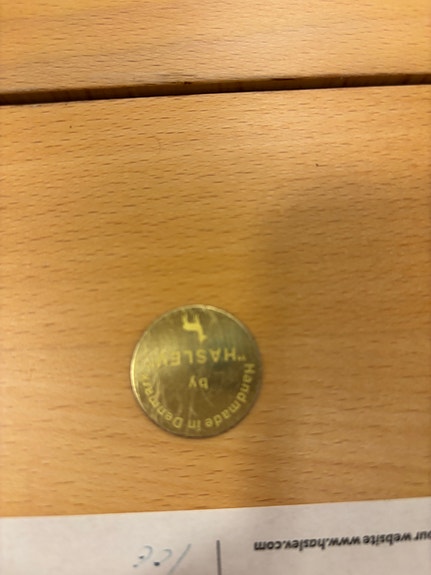 Handmade in Denmark
by
"HASLEV"
our website www.haslev.com